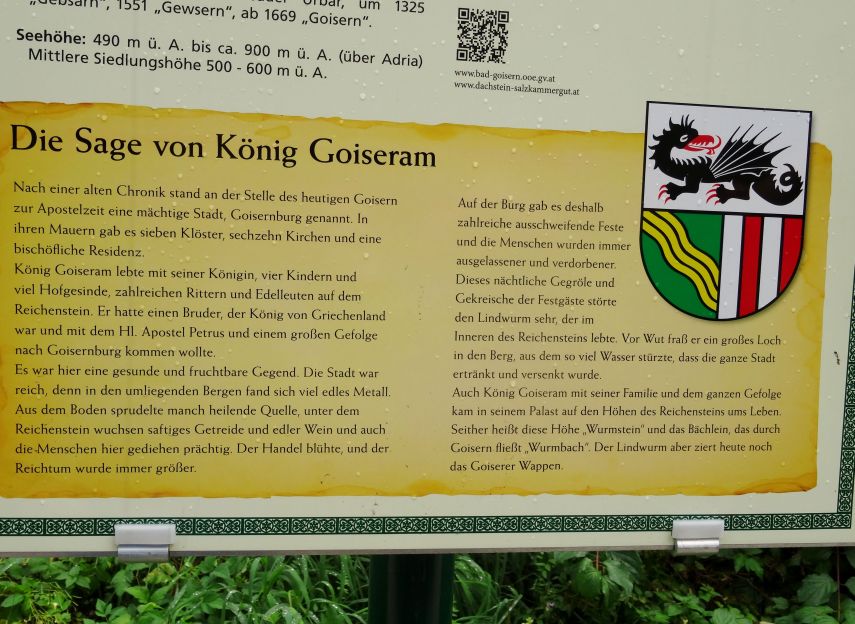 „Gebsarn“, 1551 „Gewsern“, ab 1669 „Goisern“.
Urbar, um 1325
Seehöhe: 490 m ü. A. bis ca. 900 m ü. A. (über Adria)
Mittlere Siedlungshöhe 500 - 600 m ü. A.
www.bad-goisern.ooe.gv.at
www.dachstein-salzkammergut.at
Die Sage von König Goiseram
Nach einer alten Chronik stand an der Stelle des heutigen Goisern
zur Apostelzeit eine mächtige Stadt, Goisernburg genannt. In
ihren Mauern gab es sieben Klöster, sechzehn Kirchen und eine
bischöfliche Residenz.
König Goiseram lebte mit seiner Königin, vier Kindern und
viel Hofgesinde, zahlreichen Rittern und Edelleuten auf dem
Reichenstein. Er hatte einen Bruder, der König von Griechenland
war und mit dem Hl. Apostel Petrus und einem großen Gefolge
nach Goisernburg kommen wollte.
Es war hier eine gesunde und fruchtbare Gegend. Die Stadt war
reich, denn in den umliegenden Bergen fand sich viel edles Metall.
Aus dem Boden sprudelte manch heilende Quelle, unter dem
Reichenstein wuchsen saftiges Getreide und edler Wein und auch
die Menschen hier gediehen prächtig. Der Handel blühte, und der
Reichtum wurde immer größer.
Auf der Burg gab es deshalb
zahlreiche ausschweifende Feste
und die Menschen wurden immer
ausgelassener und verdorbener.
Dieses nächtliche Gegröle und
Gekreische der Festgäste störte
den Lindwurm sehr, der im
Inneren des Reichensteins lebte. Vor Wut fraß er ein großes Loch
in den Berg, aus dem so viel Wasser stürzte, dass die ganze Stadt
ertränkt und versenkt wurde.
Auch König Goiseram mit seiner Familie und dem ganzen Gefolge
kam in seinem Palast auf den Höhen des Reichensteins ums Leben.
Seither heißt diese Höhe „Wurmstein“ und das Bächlein, das durch
Goisern fließt „Wurmbach“. Der Lindwurm aber ziert heute noch
das Goiserer Wappen.